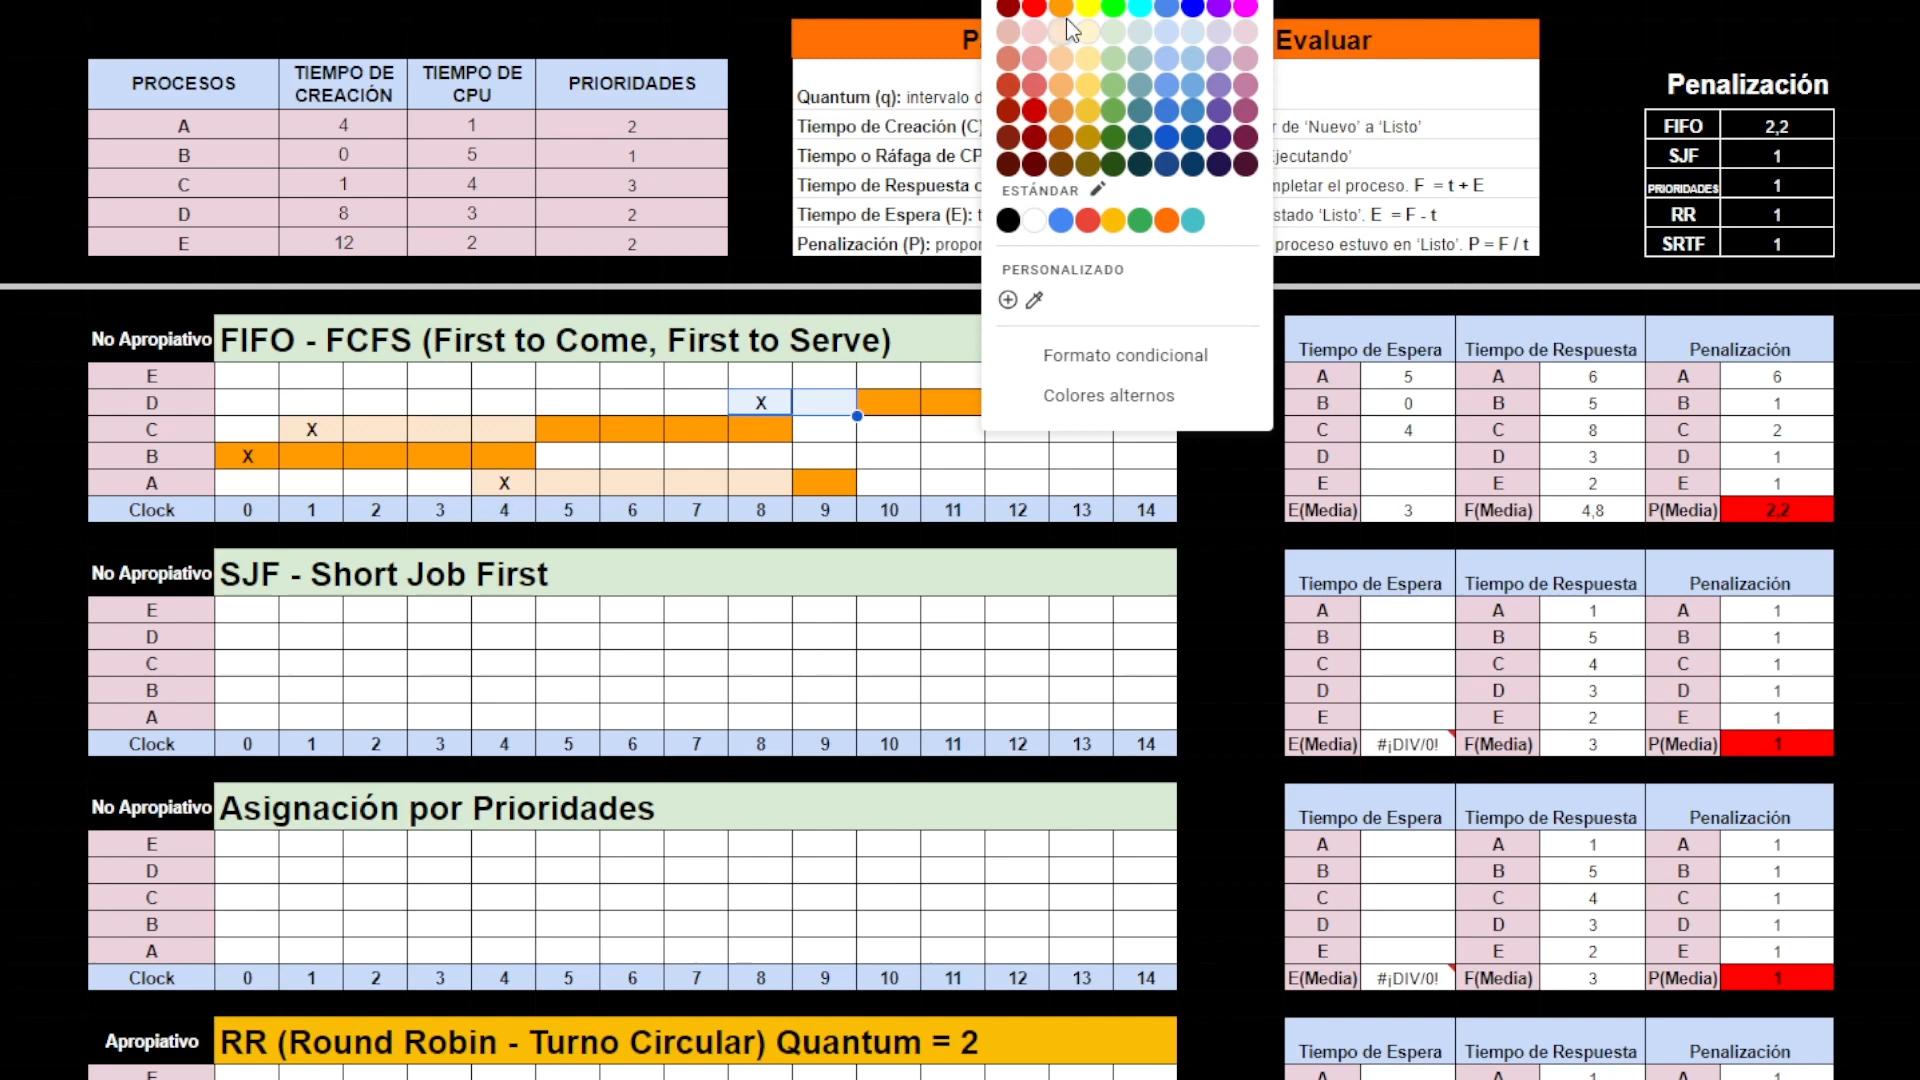 P Evaluar
PROCESOS TIEMPO DE CREACIÓN TIEMPO DE CPU PRIORIDADES
A 4 1 2
B 0 5 1
C 1 4 3
D 8 3 2
E 12 2 2
Quantum (q): intervalo d
Tiempo de Creación (C) r de ‘Nuevo’ a ‘Listo’
Tiempo o Ráfaga de CP jecutando’
Tiempo de Respuesta o mpletar el proceso. F = t + E
Tiempo de Espera (E): t stado ‘Listo’. E = F - t
Penalización (P): propor proceso estuvo en ‘Listo’. P = F / t
ESTÁNDAR
PERSONALIZADO
Formato condicional
Colores alternos
Penalización
FIFO 2,2
SJF 1
PRIORIDADES 1
RR 1
SRTF 1
No Apropiativo FIFO - FCFS (First to Come, First to Serve)
E
D X
C X
B X
A X
Clock 0 1 2 3 4 5 6 7 8 9 10 11 12 13 14
Tiempo de Espera Tiempo de Respuesta Penalización
A 5 A 6 A 6
B 0 B 5 B 1
C 4 C 8 C 2
D D 3 D 1
E E 2 E 1
E(Media) 3 F(Media) 4,8 P(Media) 2,2
No Apropiativo SJF - Short Job First
E
D
C
B
A
Clock 0 1 2 3 4 5 6 7 8 9 10 11 12 13 14
Tiempo de Espera Tiempo de Respuesta Penalización
A A 1 A 1
B B 5 B 1
C C 4 C 1
D D 3 D 1
E E 2 E 1
E(Media) #¡DIV/0! F(Media) 3 P(Media) 1
No Apropiativo Asignación por Prioridades
E
D
C
B
A
Clock 0 1 2 3 4 5 6 7 8 9 10 11 12 13 14
Tiempo de Espera Tiempo de Respuesta Penalización
A A 1 A 1
B B 5 B 1
C C 4 C 1
D D 3 D 1
E E 2 E 1
E(Media) #¡DIV/0! F(Media) 3 P(Media) 1
Apropiativo RR (Round Robin - Turno Circular) Quantum = 2
Tiempo de Espera Tiempo de Respuesta Penalización